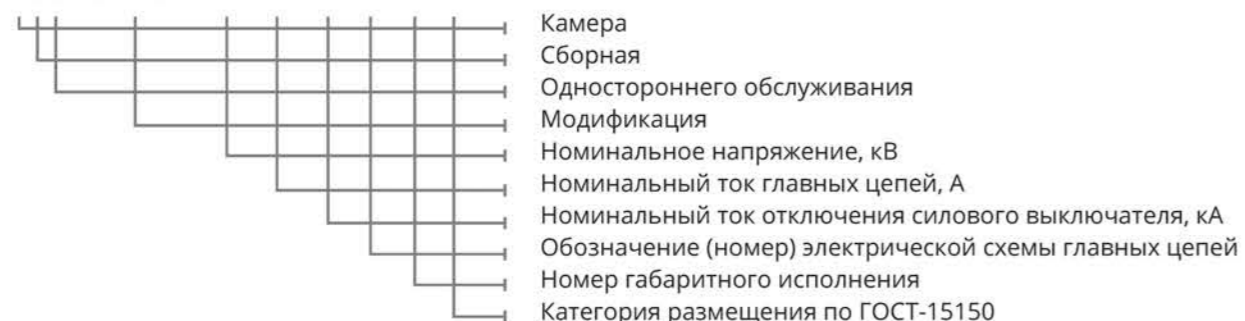 Камера
Сборная
Одностороннего обслуживания
Модификация
Номинальное напряжение, кВ
Номинальный ток главных цепей, А
Номинальный ток отключения силового выключателя, кА
Обозначение (номер) электрической схемы главных цепей
Номер габаритного исполнения
Категория размещения по ГОСТ-15150